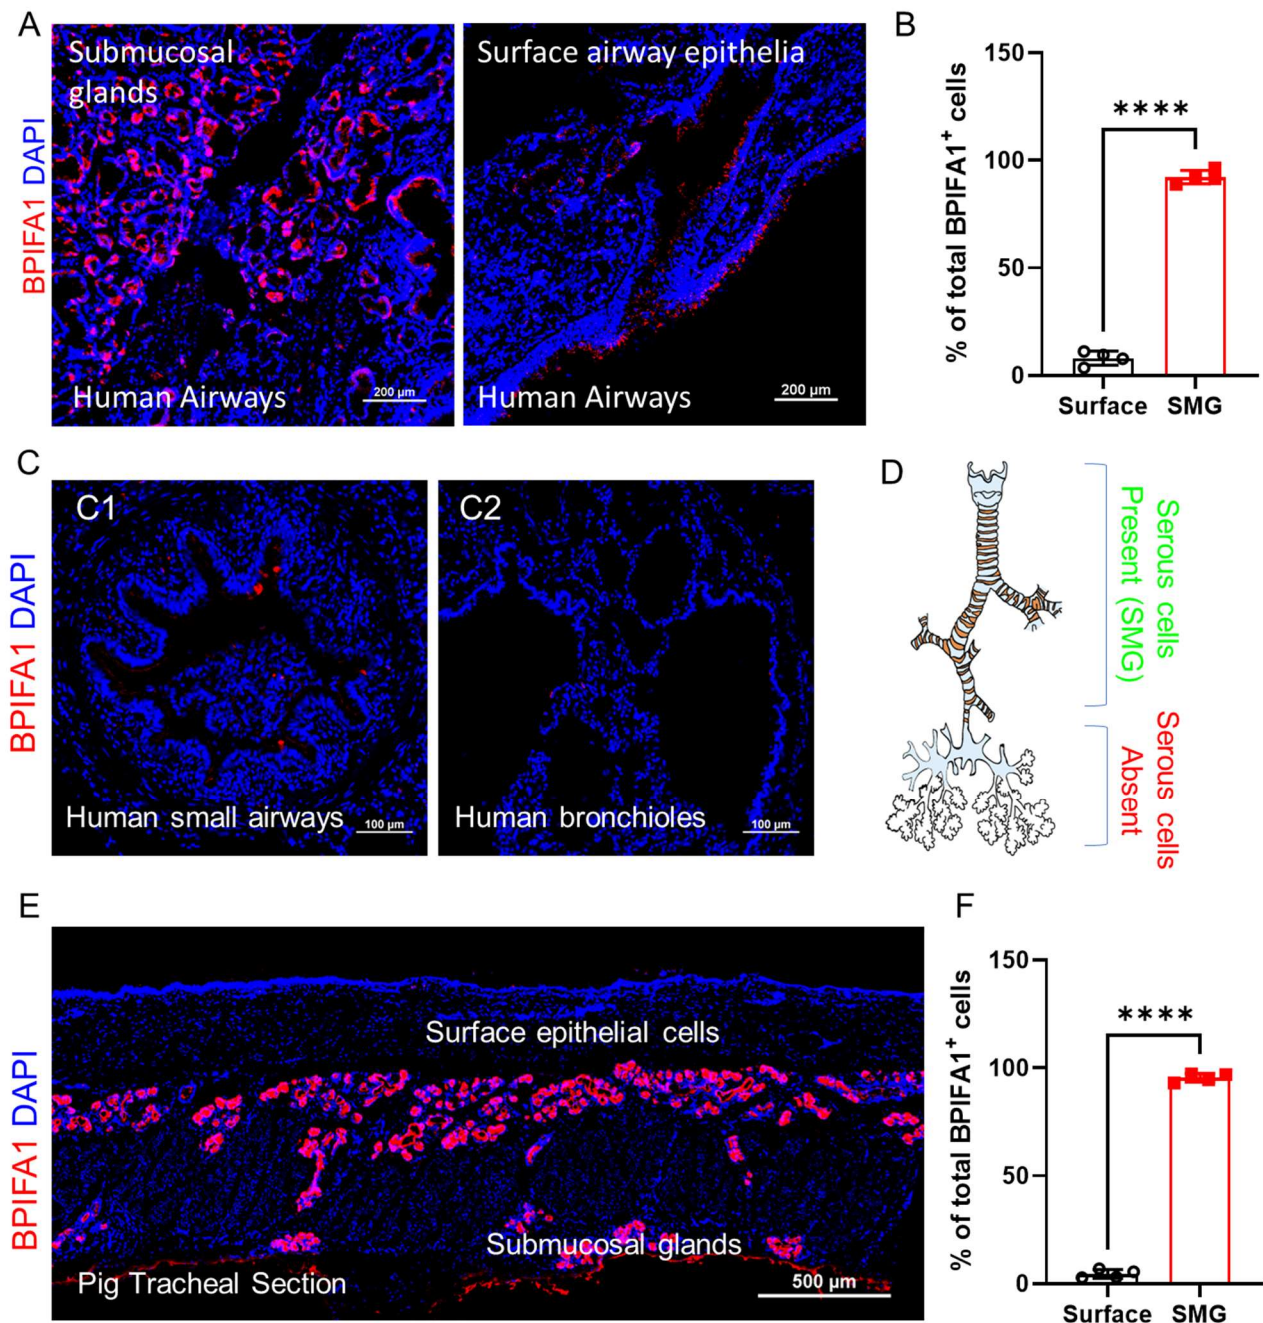 A
BPIFA1 DAPI
Submucosal
glands
Human Airways
200 µm
Surface airway epithelia
Human Airways
200 µm
B
% of total BPIFA1⁺ cells
150
100
50
0
****
Surface
SMG
C
BPIFA1 DAPI
C1
Human small airways
100 µm
C2
Human bronchioles
100 µm
D
Serous cells
Present (SMG)
Serous cells
Absent
E
BPIFA1 DAPI
Surface epithelial cells
Submucosal glands
Pig Tracheal Section
500 µm
F
% of total BPIFA1⁺ cells
150
100
50
0
****
Surface
SMG